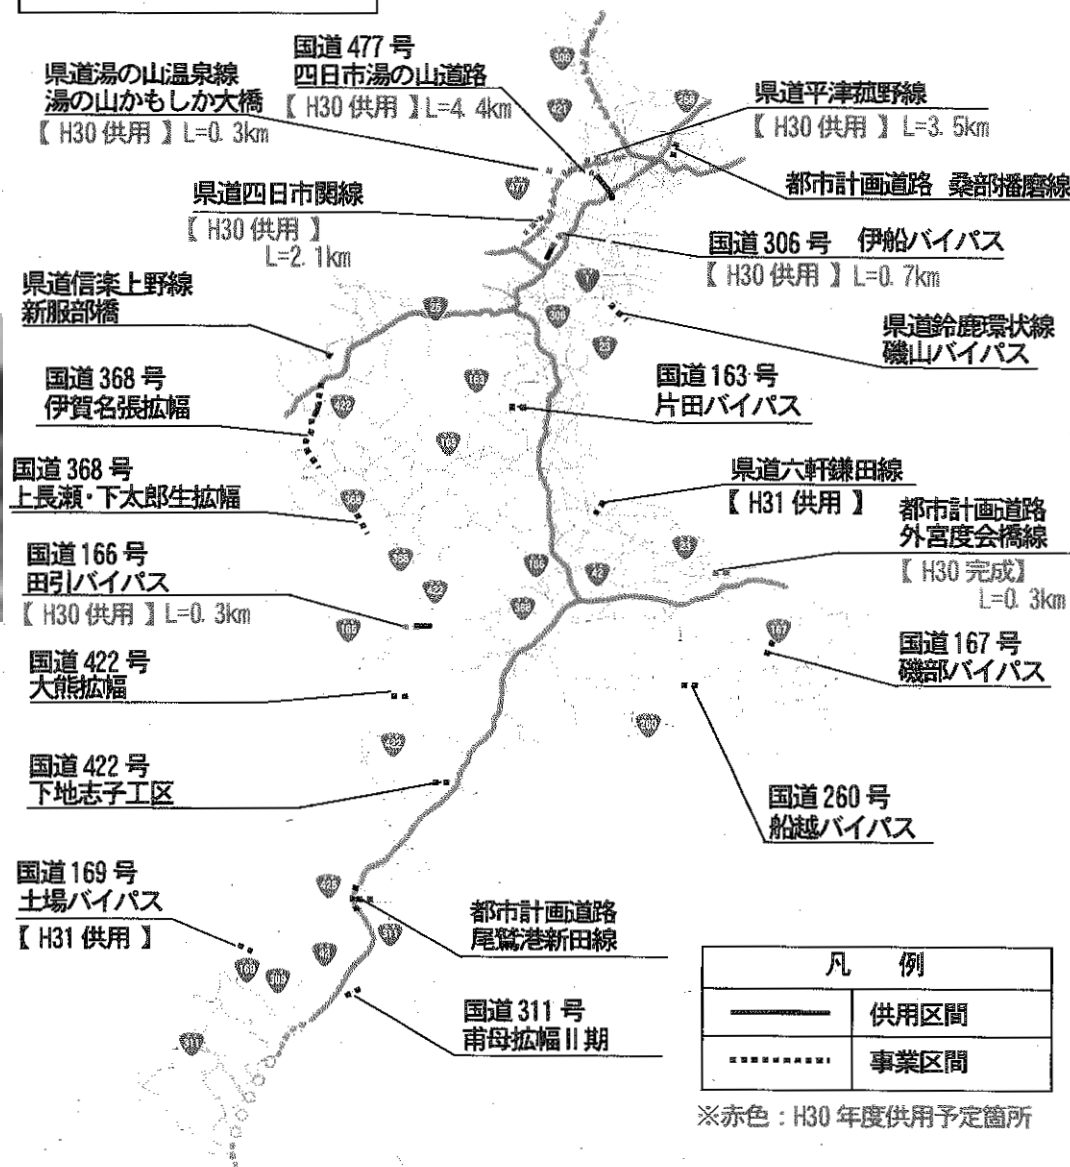 国道 477 号
四日市湯の山道路
【 H30 供用 】L=4. 4km
県道湯の山温泉線
湯の山かもしか大橋
【 H30 供用 】L=0. 3km
県道平津菰野線
【 H30 供用 】L=3. 5km
都市計画道路 桑部播磨線
県道四日市関線
【 H30 供用 】
L=2. 1km
国道 306 号 伊船バイパス
【 H30 供用 】L=0. 7km
県道信楽上野線
新服部橋
県道鈴鹿環状線
磯山バイパス
国道 368 号
伊賀名張拡幅
国道 163 号
片田バイパス
国道 368 号
上長瀬・下太郎生拡幅
県道六軒鎌田線
【 H31 供用 】
都市計画道路
外宮度会橋線
【 H30 完成】
L=0. 3km
国道 166 号
田引バイパス
【 H30 供用 】L=0. 3km
国道 167 号
磯部バイパス
国道 422 号
大熊拡幅
国道 422 号
下地志子工区
国道 260 号
船越バイパス
国道 169 号
土場バイパス
【 H31 供用 】
都市計画道路
尾鷲港新田線
国道 311 号
甫母拡幅Ⅱ期
凡 例
供用区間
事業区間
※赤色：H30 年度供用予定箇所
306
421
477
25
306
23
163
422
165
42
260
311